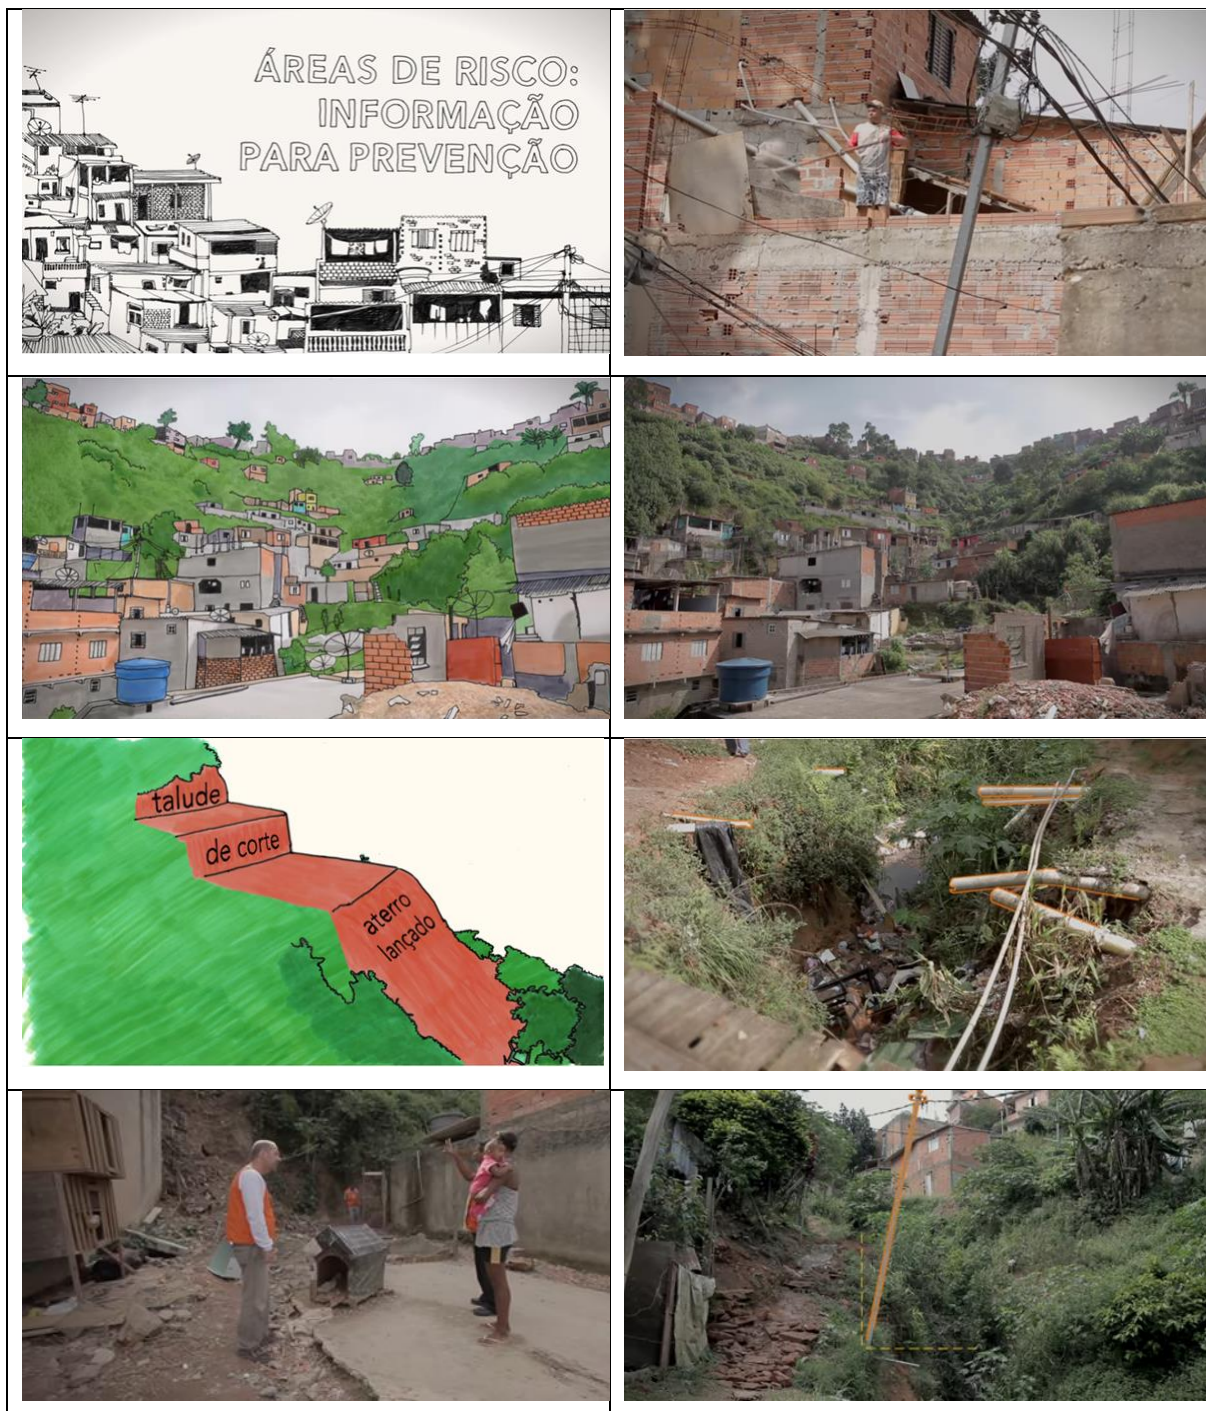 ÁREAS DE RISCO:
INFORMAÇÃO
PARA PREVENÇÃO
talude
de corte
aterro
lançado